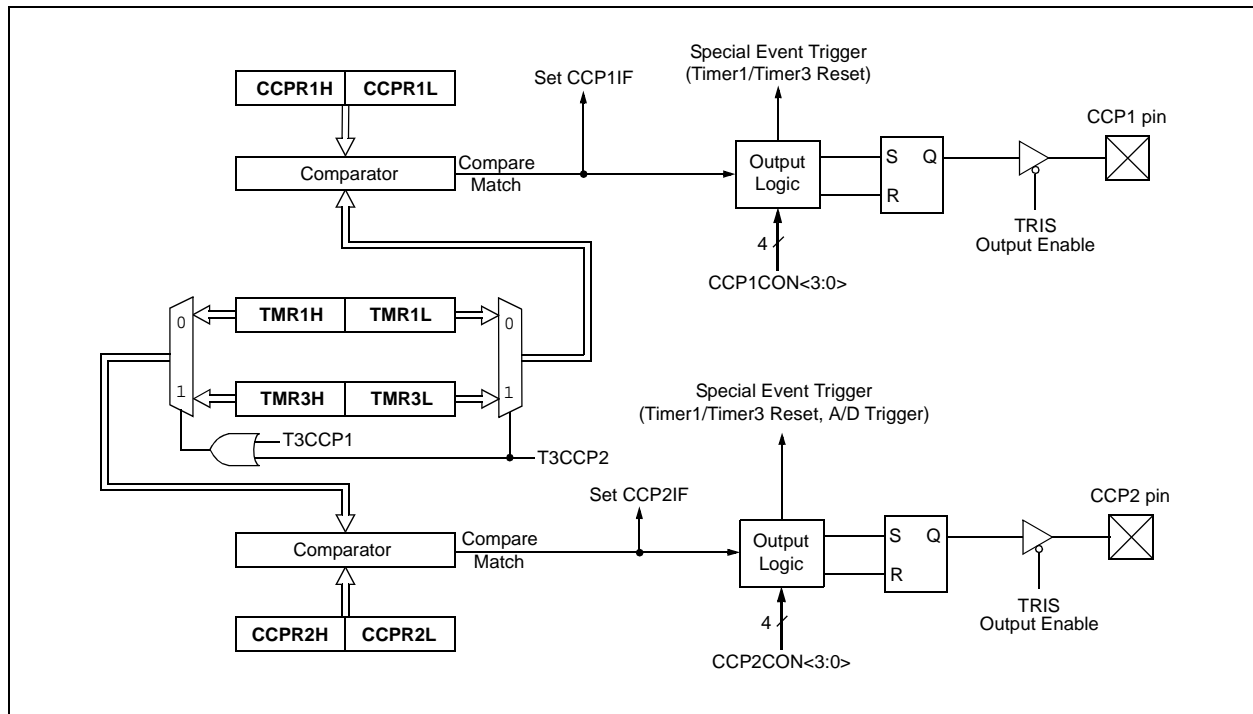 Special Event Trigger
(Timer1/Timer3 Reset)
Set CCP1IF
CCPR1H CCPR1L
CCP1 pin
Comparator
Compare
Match
Output
Logic
S Q
R
TRIS
Output Enable
4
CCP1CON<3:0>
0 TMR1H TMR1L 0
1 TMR3H TMR3L 1
T3CCP1
T3CCP2
Special Event Trigger
(Timer1/Timer3 Reset, A/D Trigger)
Set CCP2IF
CCP2 pin
Comparator
Compare
Match
Output
Logic
S Q
R
TRIS
Output Enable
4
CCPR2H CCPR2L
CCP2CON<3:0>